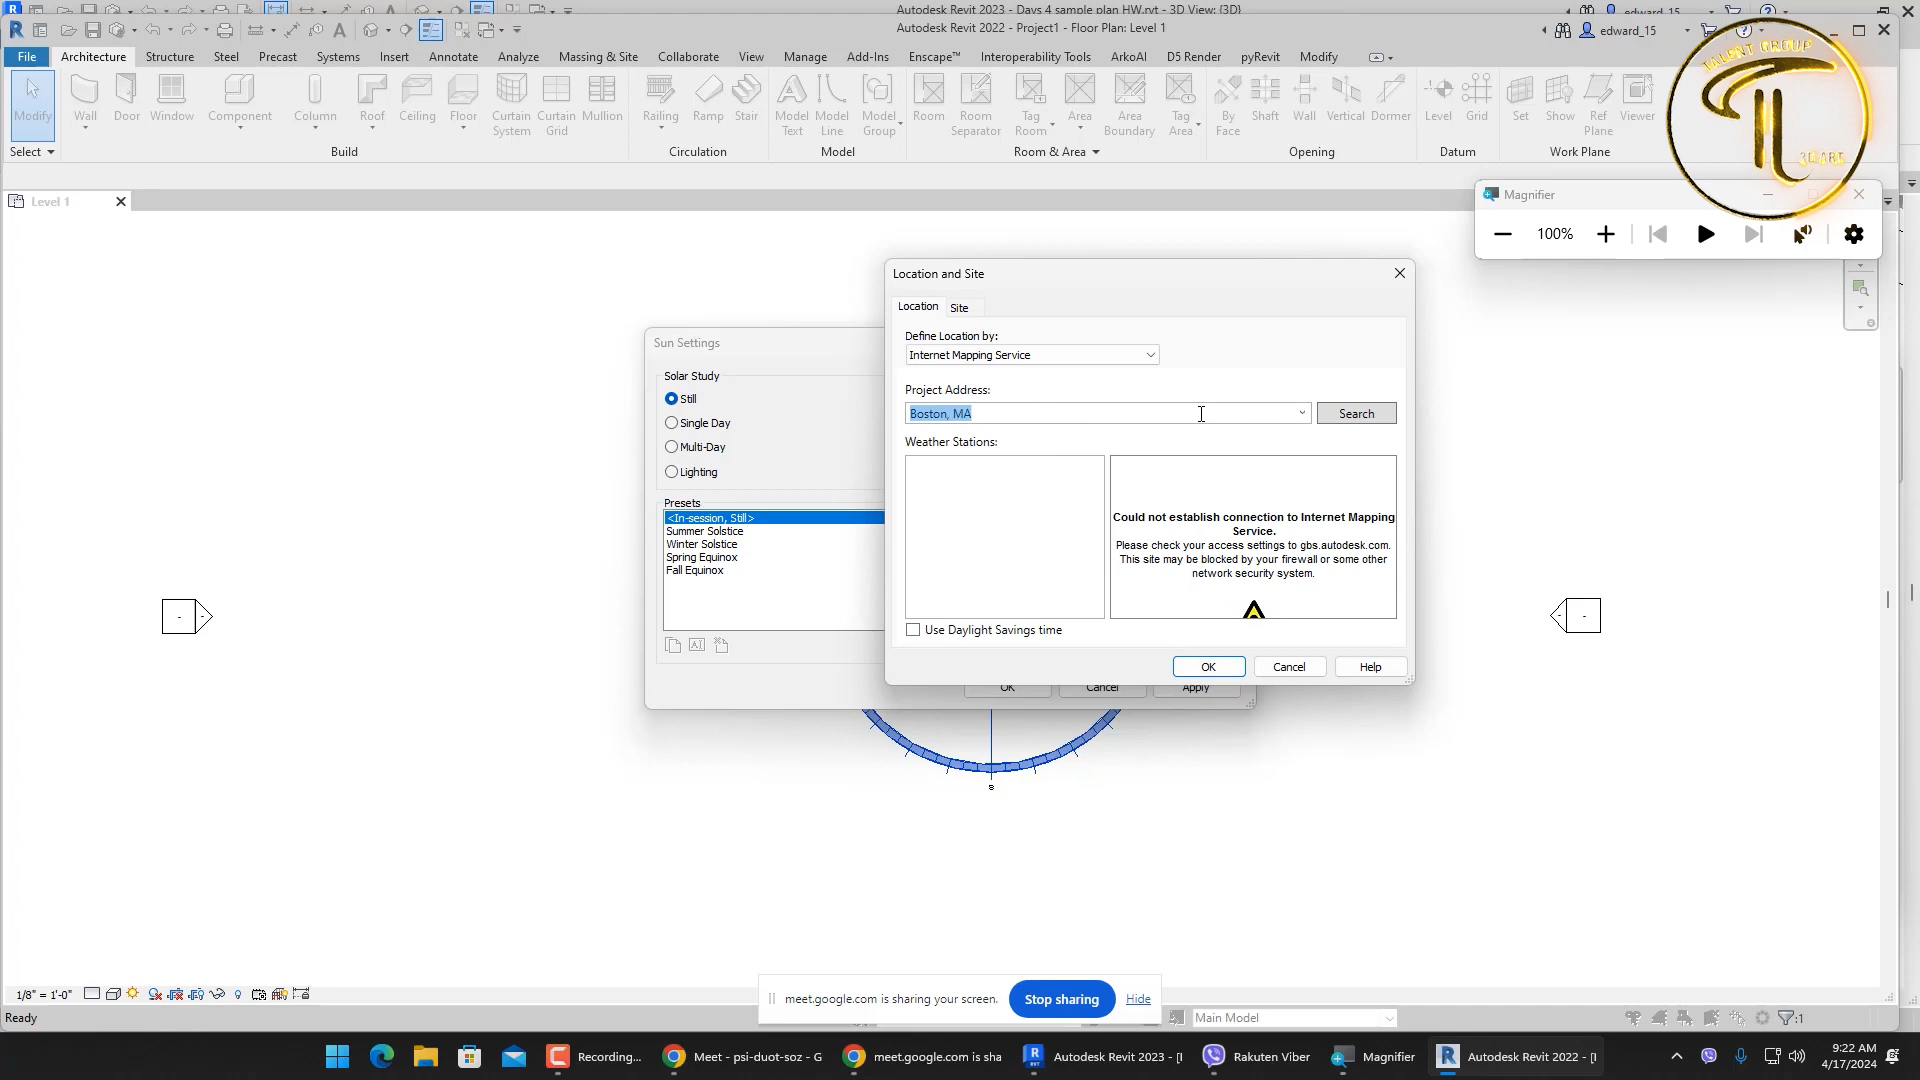 Autodesk Revit 2023 - Days 4 sample plan HW.rvt - 3D View: {3D}
edward_15
Autodesk Revit 2022 - Project1 - Floor Plan: Level 1
edward_15
File Architecture Structure Steel Precast Systems Insert Annotate Analyze Massing & Site Collaborate View Manage Add-Ins Enscape™ Interoperability Tools ArkoAI D5 Render pyRevit Modify
TALENT GROUP
3D ART
Modify Wall Door Window Component Column Roof Ceiling Floor Curtain System Curtain Grid Mullion Railing Ramp Stair Model Text Model Line Model Group Room Room Separator Tag Room Area Area Boundary Tag Area By Face Shaft Wall Vertical Dormer Level Grid Set Show Ref Plane Viewer
Select Build Circulation Model Room & Area Opening Datum Work Plane
Level 1
Magnifier
100%
Location and Site
Location Site
Define Location by:
Internet Mapping Service
Project Address:
Boston, MA
Search
Weather Stations:
Could not establish connection to Internet Mapping
Service.
Please check your access settings to gbs.autodesk.com.
This site may be blocked by your firewall or some other
network security system.
Use Daylight Savings time
OK Cancel Help
Sun Settings
Solar Study
Still
Single Day
Multi-Day
Lighting
Presets
<In-session, Still>
Summer Solstice
Winter Solstice
Spring Equinox
Fall Equinox
OK Cancel Apply
S
1/8" = 1'-0"
meet.google.com is sharing your screen. Stop sharing Hide
Ready
Main Model
:1
Recording... Meet - psi-duot-soz - G meet.google.com is sha Autodesk Revit 2023 - [ Rakuten Viber Magnifier Autodesk Revit 2022 - [
9:22 AM
4/17/2024